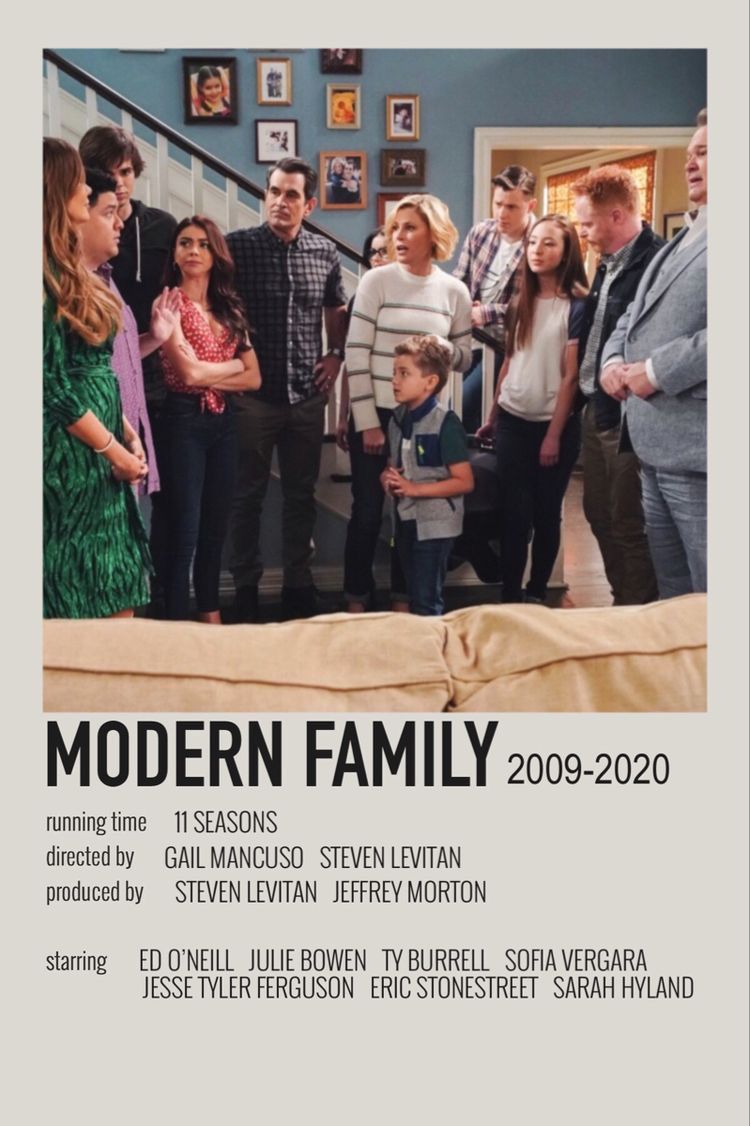 MODERN FAMILY 2009-2020
running time 11 SEASONS
directed by GAIL MANCUSO STEVEN LEVITAN
produced by STEVEN LEVITAN JEFFREY MORTON
starring ED O'NEILL JULIE BOWEN TY BURRELL SOFIA VERGARA
JESSE TYLER FERGUSON ERIC STONESTREET SARAH HYLAND